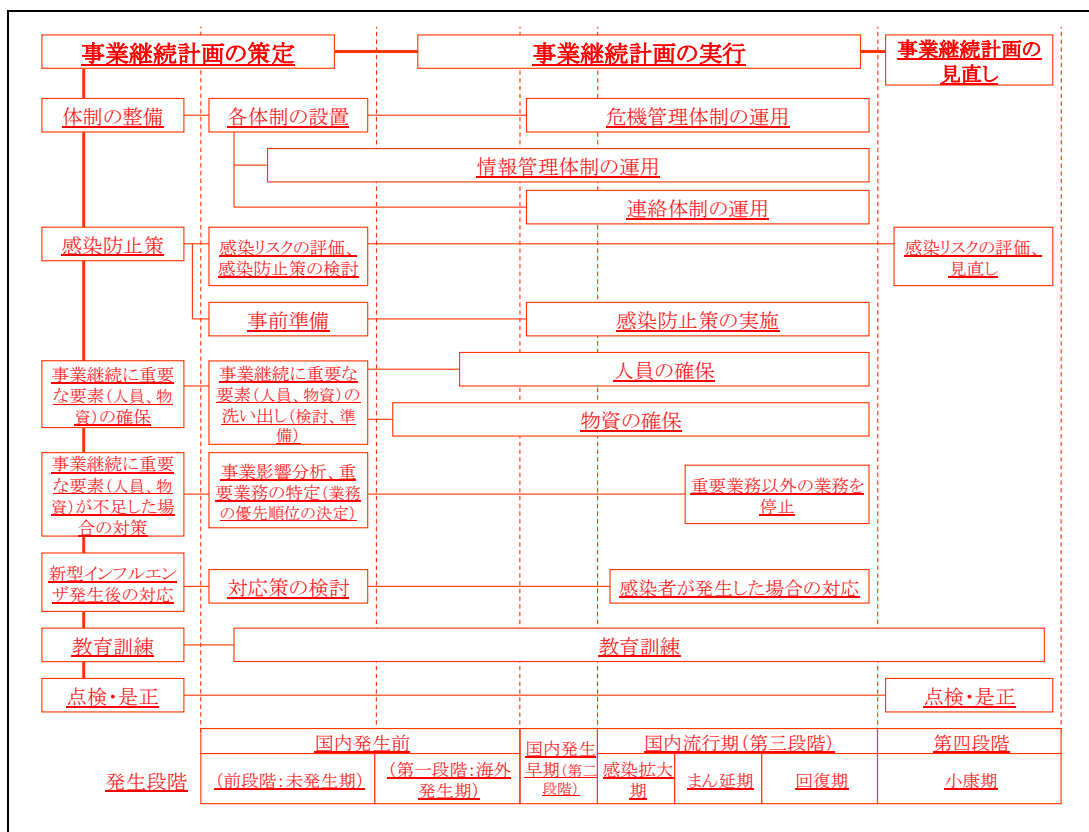 事業継続計画の策定
事業継続計画の実行
事業継続計画の
見直し
体制の整備
各体制の設置
危機管理体制の運用
情報管理体制の運用
連絡体制の運用
感染防止策
感染リスクの評価、
感染防止策の検討
感染リスクの評価、
見直し
事前準備
感染防止策の実施
事業継続に重要
な要素(人員、物
資)の確保
事業継続に重要な
要素(人員、物資)の
洗い出し(検討、準
備)
人員の確保
物資の確保
事業継続に重要
な要素(人員、物
資)が不足した場
合の対策
事業影響分析、重
要業務の特定(業務
の優先順位の決定)
重要業務以外の業務を
停止
新型インフルエン
ザ発生後の対応
対応策の検討
感染者が発生した場合の対応
教育訓練
教育訓練
点検・是正
点検・是正
発生段階
国内発生前
(前段階:未発生期)
(第一段階:海外
発生期)
国内発生
早期(第二
段階)
国内流行期(第三段階)
感染拡大
期
まん延期
回復期
第四段階
小康期